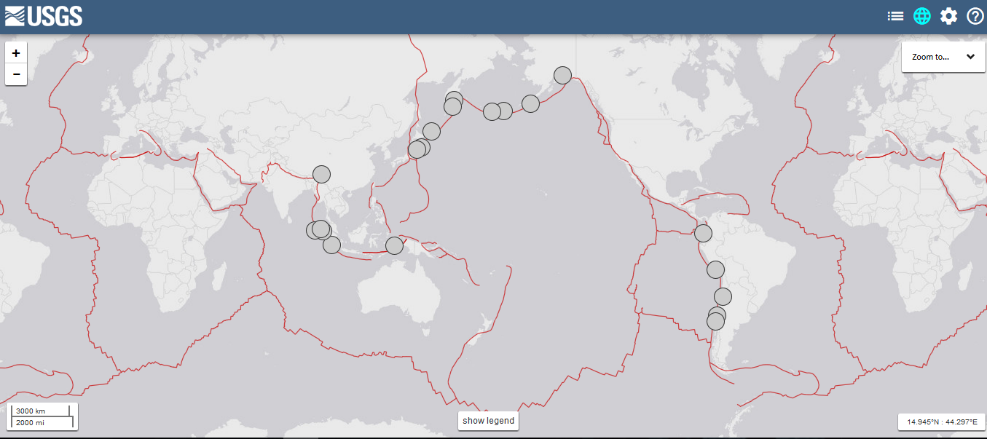 USGS
+
−
Zoom to...
3000 km
2000 mi
show legend
14.945°N : 44.297°E